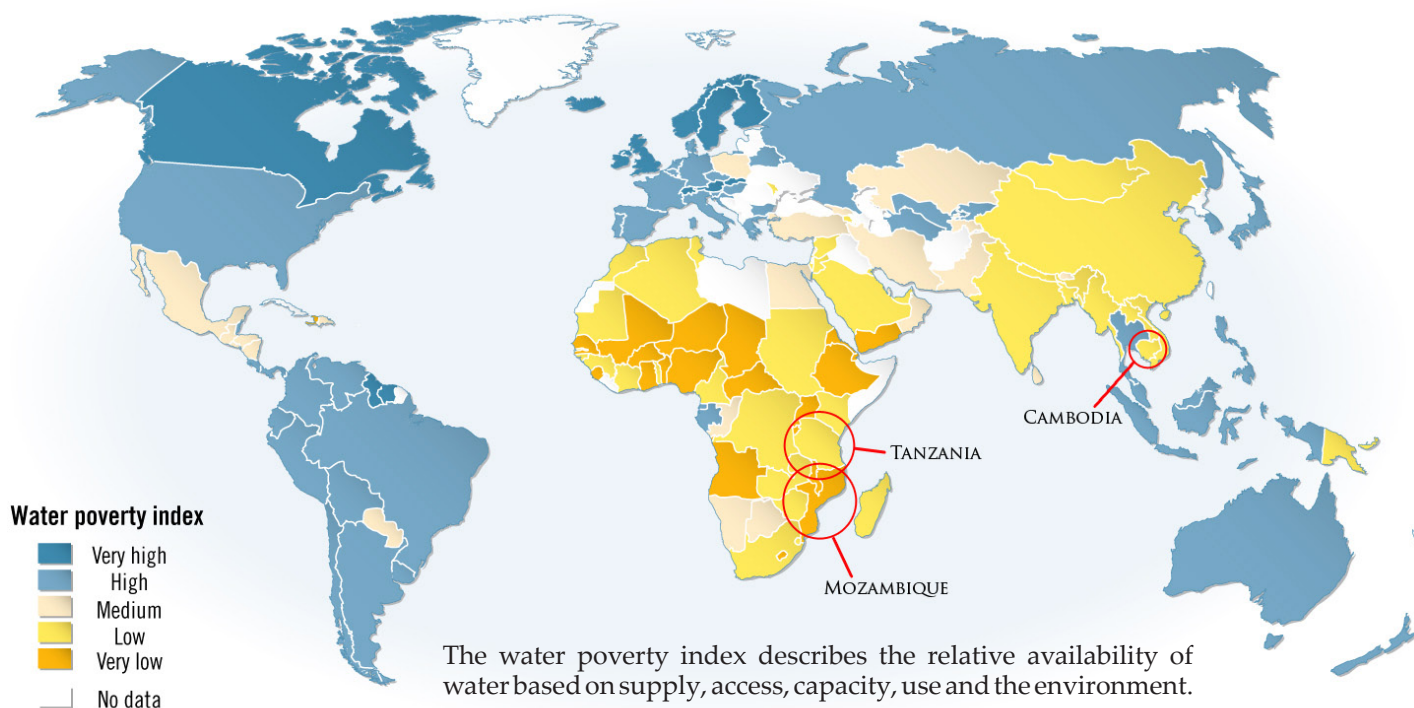 CAMBODIA
TANZANIA
MOZAMBIQUE
Water poverty index
Very high
High
Medium
Low
Very low
No data
The water poverty index describes the relative availability of
water based on supply, access, capacity, use and the environment.